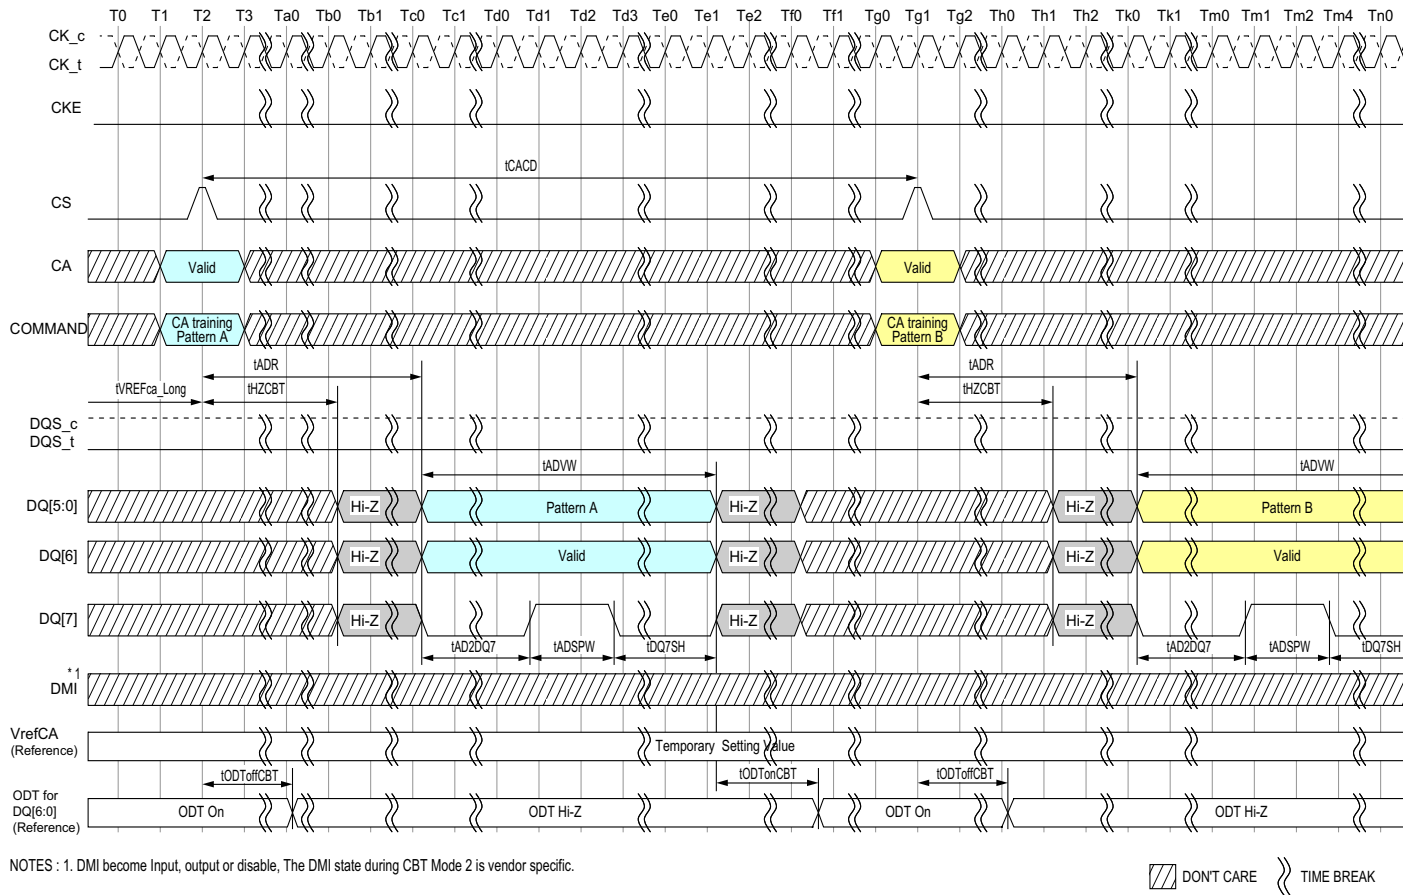 T0 T1 T2 T3 Ta0 Tb0 Tb1 Tc0 Tc1 Td0 Td1 Td2 Td3 Te0 Te1 Te2 Tf0 Tf1 Tg0 Tg1 Tg2 Th0 Th1 Th2 Tk0 Tk1 Tm0 Tm1 Tm2 Tm4 Tn0
CK_c
CK_t
CKE
tCACD
CS
CA Valid Valid
COMMAND CA training Pattern A CA training Pattern B
tADR tADR
tVREFca_Long tHZCBT tHZCBT
DQS_c
DQS_t
tADVW tADVW
DQ[5:0] Hi-Z Pattern A Hi-Z Hi-Z Pattern B
DQ[6] Hi-Z Valid Hi-Z Hi-Z Valid
DQ[7] Hi-Z Hi-Z Hi-Z
tAD2DQ7 tADSPW tDQ7SH tAD2DQ7 tADSPW tDQ7SH
* 1
DMI
VrefCA
(Reference)
Temporary Setting Value
tODToffCBT tODTonCBT tODToffCBT
ODT for
DQ[6:0]
(Reference)
ODT On ODT Hi-Z ODT On ODT Hi-Z
NOTES : 1. DMI become Input, output or disable, The DMI state during CBT Mode 2 is vendor specific.
DON'T CARE TIME BREAK